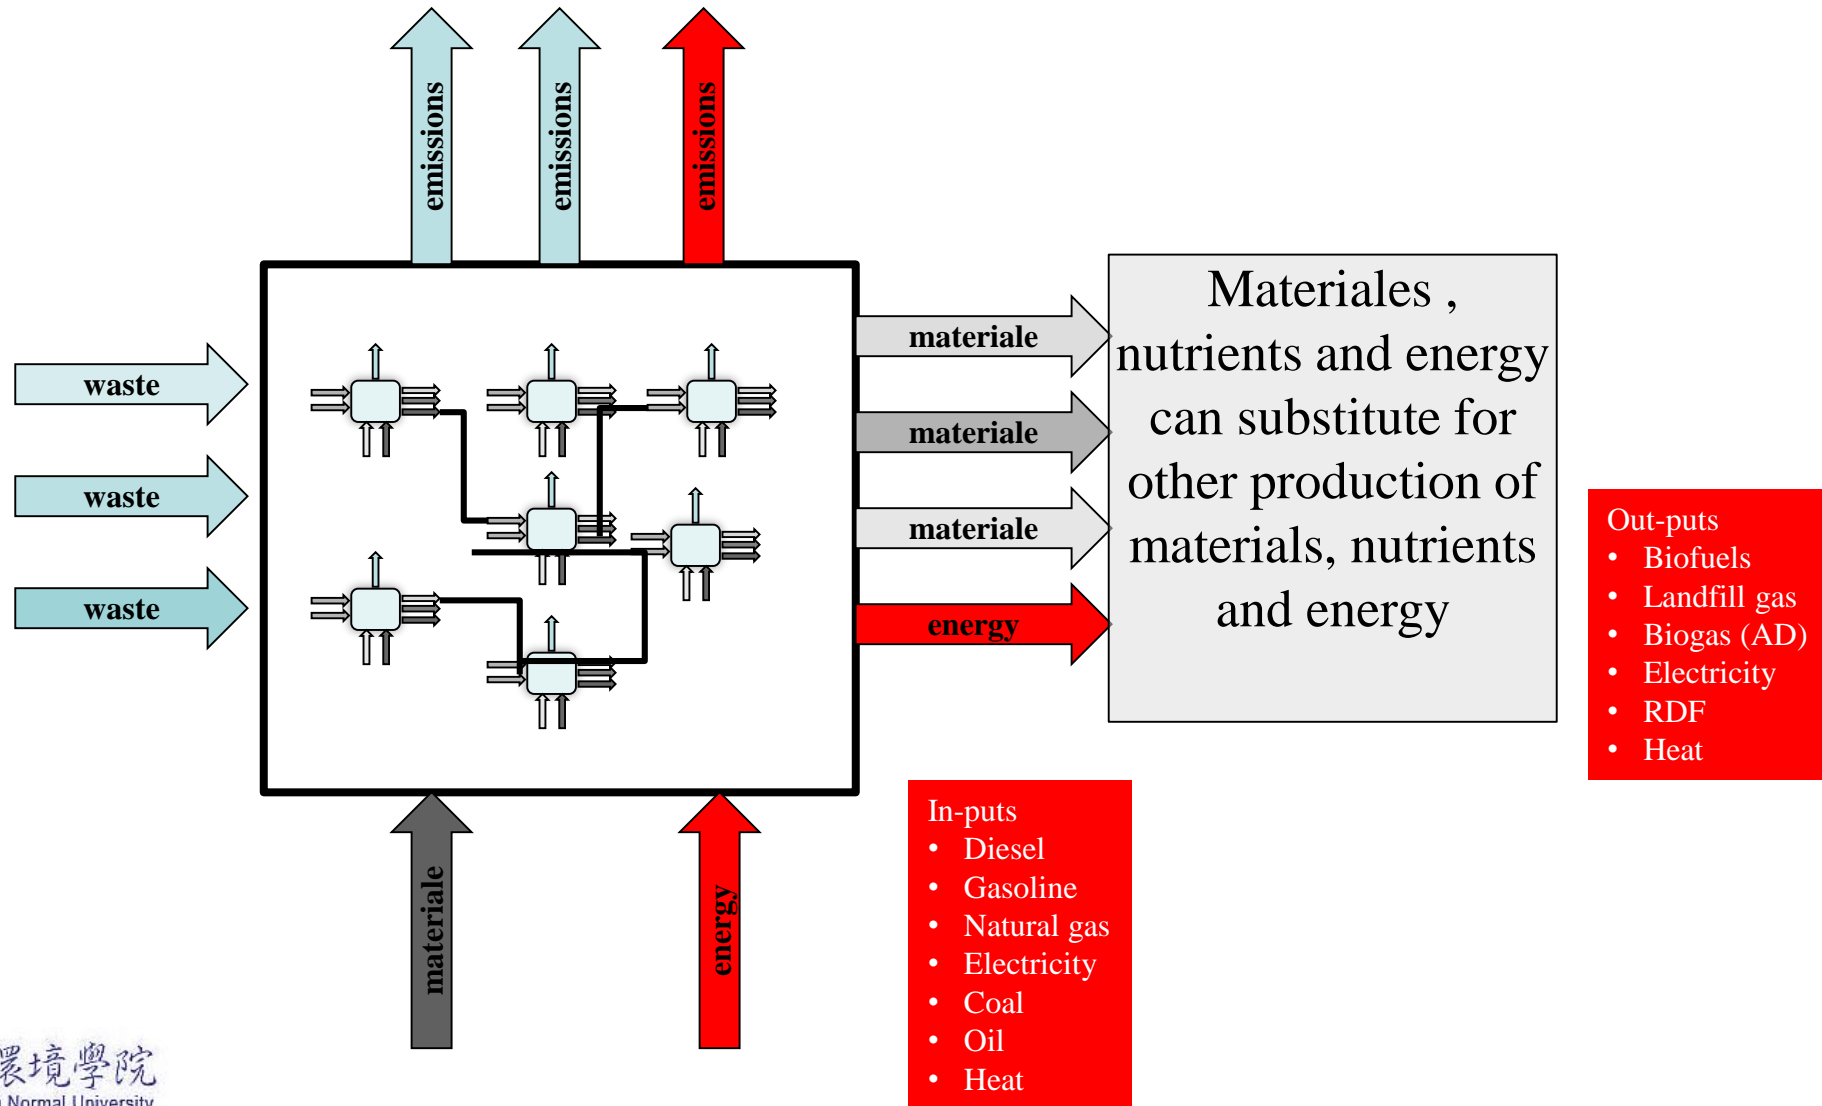 emissions
emissions
emissions
waste
waste
waste
materiale
materiale
materiale
energy
Materiales ,
nutrients and energy
can substitute for
other production of
materials, nutrients
and energy
Out-puts
• Biofuels
• Landfill gas
• Biogas (AD)
• Electricity
• RDF
• Heat
materiale
energy
In-puts
• Diesel
• Gasoline
• Natural gas
• Electricity
• Coal
• Oil
• Heat
環境學院
Normal University